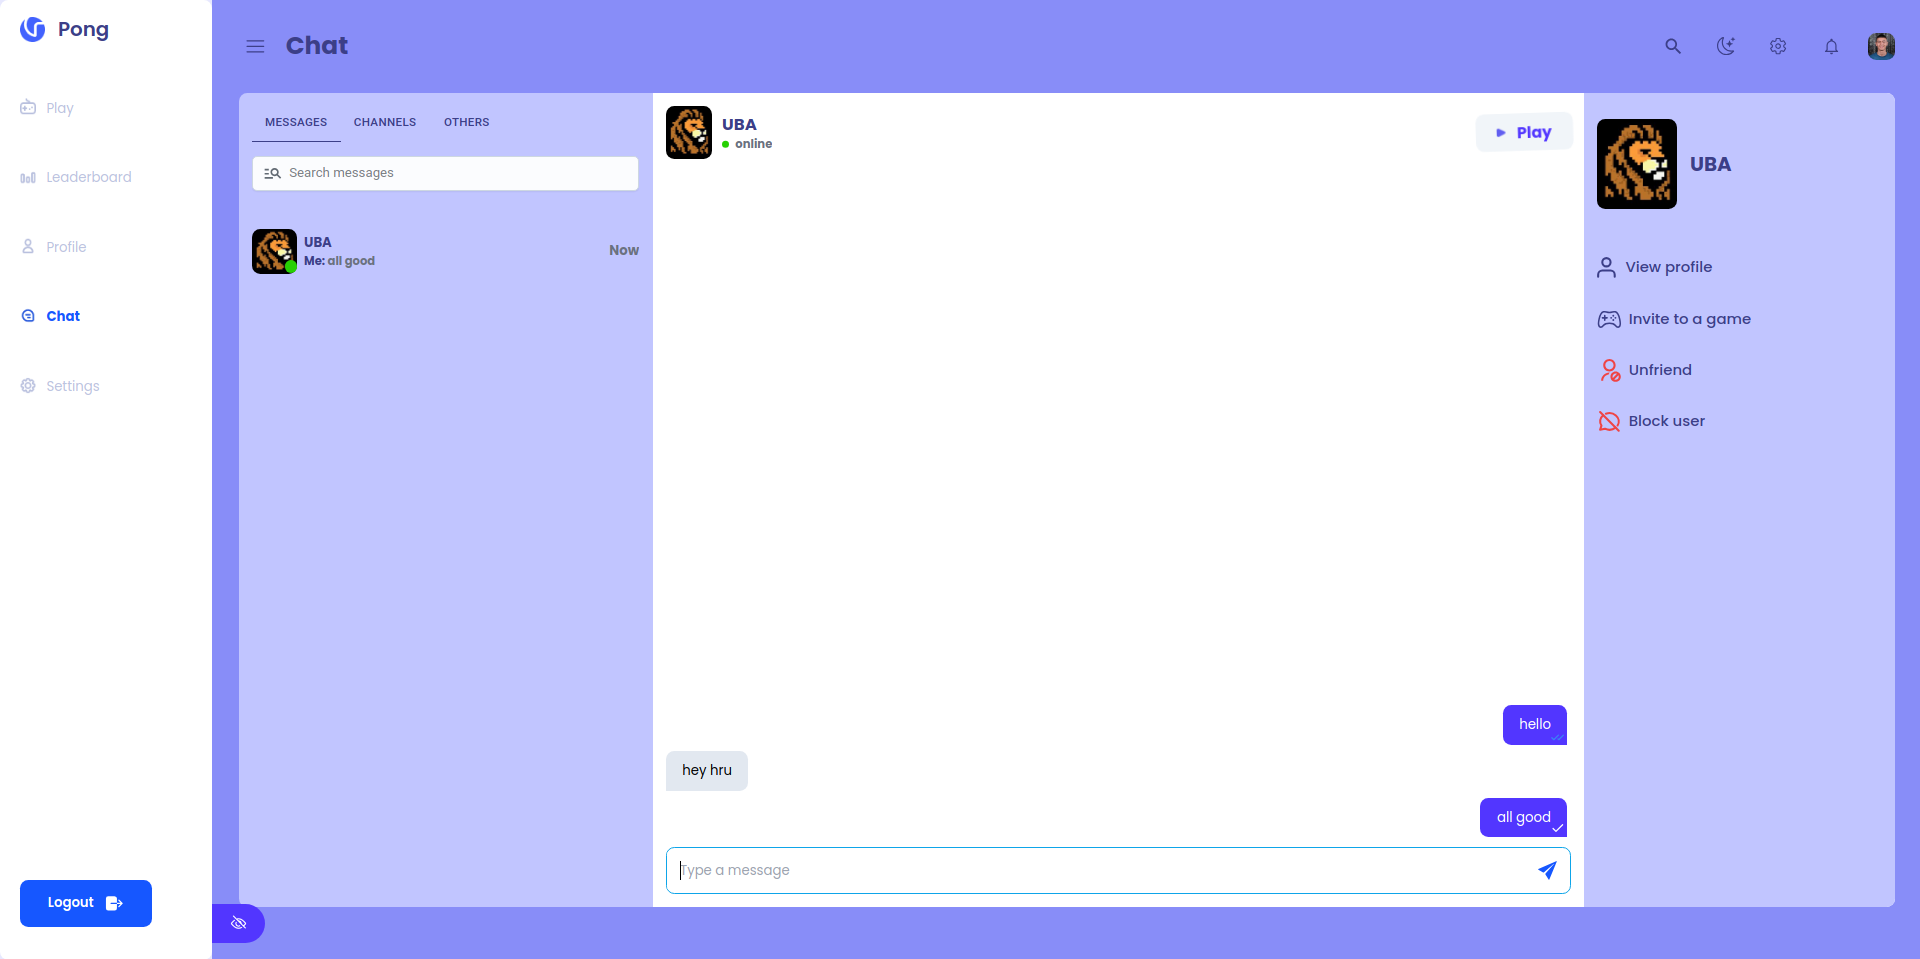 Pong
Play
Leaderboard
Profile
Chat
Settings
Logout
Chat
MESSAGES CHANNELS OTHERS
Search messages
UBA
Me: all good
Now
UBA
online
Play
hello
hey hru
all good
Type a message
UBA
View profile
Invite to a game
Unfriend
Block user